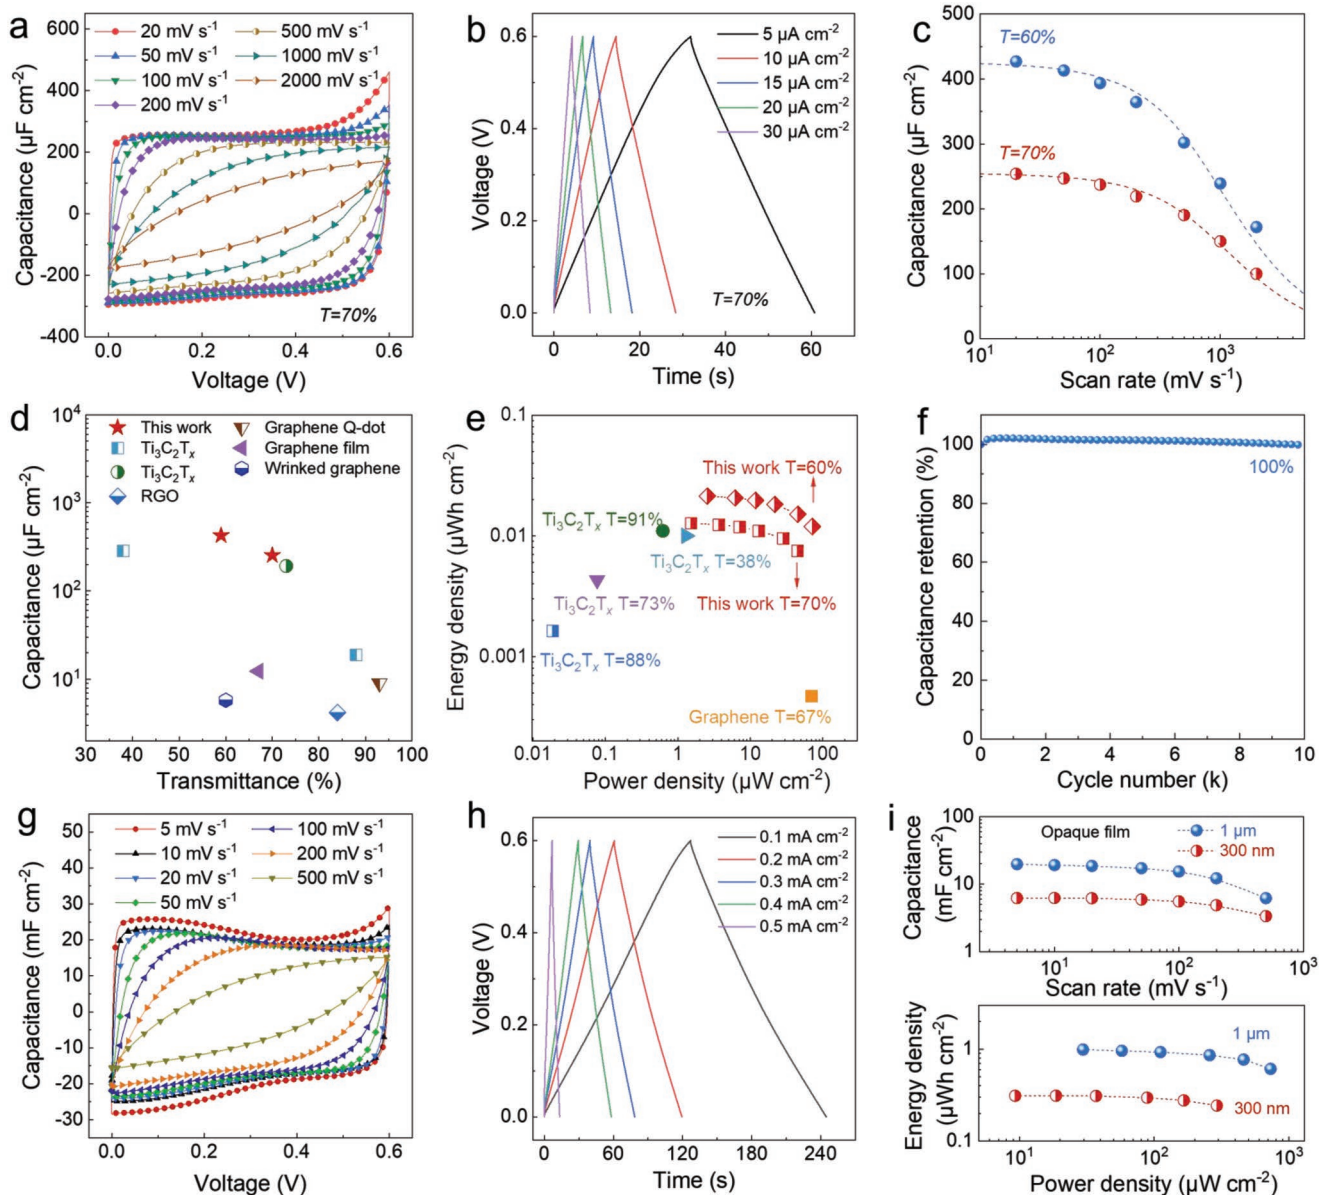 a
20 mV s⁻¹
50 mV s⁻¹
100 mV s⁻¹
200 mV s⁻¹
500 mV s⁻¹
1000 mV s⁻¹
2000 mV s⁻¹
Capacitance (µF cm⁻²)
600
400
200
0
-200
-400
T=70%
0.0 0.2 0.4 0.6
Voltage (V)
b
5 µA cm⁻²
10 µA cm⁻²
15 µA cm⁻²
20 µA cm⁻²
30 µA cm⁻²
Voltage (V)
0.6
0.4
0.2
0.0
T=70%
0 20 40 60
Time (s)
c
T=60%
T=70%
Capacitance (µF cm⁻²)
500
400
300
200
100
0
10¹ 10² 10³
Scan rate (mV s⁻¹)
d
This work
Ti₃C₂Tₓ
Ti₃C₂Tₓ
RGO
Graphene Q-dot
Graphene film
Wrinked graphene
Capacitance (µF cm⁻²)
10⁴
10³
10²
10¹
30 40 50 60 70 80 90 100
Transmittance (%)
e
Energy density (µWh cm⁻²)
0.1
0.01
0.001
This work T=60%
Ti₃C₂Tₓ T=91%
Ti₃C₂Tₓ T=38%
Ti₃C₂Tₓ T=73%
This work T=70%
Ti₃C₂Tₓ T=88%
Graphene T=67%
0.01 0.1 1 10 100
Power density (µW cm⁻²)
f
Capacitance retention (%)
100
80
60
40
20
0
100%
0 2 4 6 8 10
Cycle number (k)
g
5 mV s⁻¹
10 mV s⁻¹
20 mV s⁻¹
50 mV s⁻¹
100 mV s⁻¹
200 mV s⁻¹
500 mV s⁻¹
Capacitance (mF cm⁻²)
50
40
30
20
10
0
-10
-20
-30
0.0 0.2 0.4 0.6
Voltage (V)
h
0.1 mA cm⁻²
0.2 mA cm⁻²
0.3 mA cm⁻²
0.4 mA cm⁻²
0.5 mA cm⁻²
Voltage (V)
0.6
0.4
0.2
0.0
0 60 120 180 240
Time (s)
i
Capacitance
(mF cm⁻²)
100
10
1
Opaque film
1 µm
300 nm
10¹ 10² 10³
Scan rate (mV s⁻¹)
Energy density
(µWh cm⁻²)
1
0.1
1 µm
300 nm
10¹ 10² 10³
Power density (µW cm⁻²)